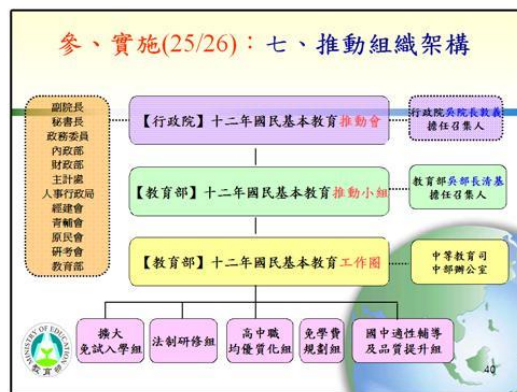 參、實施(25/26)：七、推動組織架構
副院長
秘書長
政務委員
內政部
財政部
主計處
人事行政局
經建會
青輔會
原民會
研考會
教育部
【行政院】十二年國民基本教育推動會
行政院吳院長敦義
擔任召集人
【教育部】十二年國民基本教育推動小組
教育部吳部長清基
擔任召集人
【教育部】十二年國民基本教育工作圈
中等教育司
中部辦公室
擴大
免試入學組
法制研修組
高中職
均優質化組
免學費
規劃組
國中適性輔導
及品質提升組
MINISTRY OF EDUCATION
教育部
40